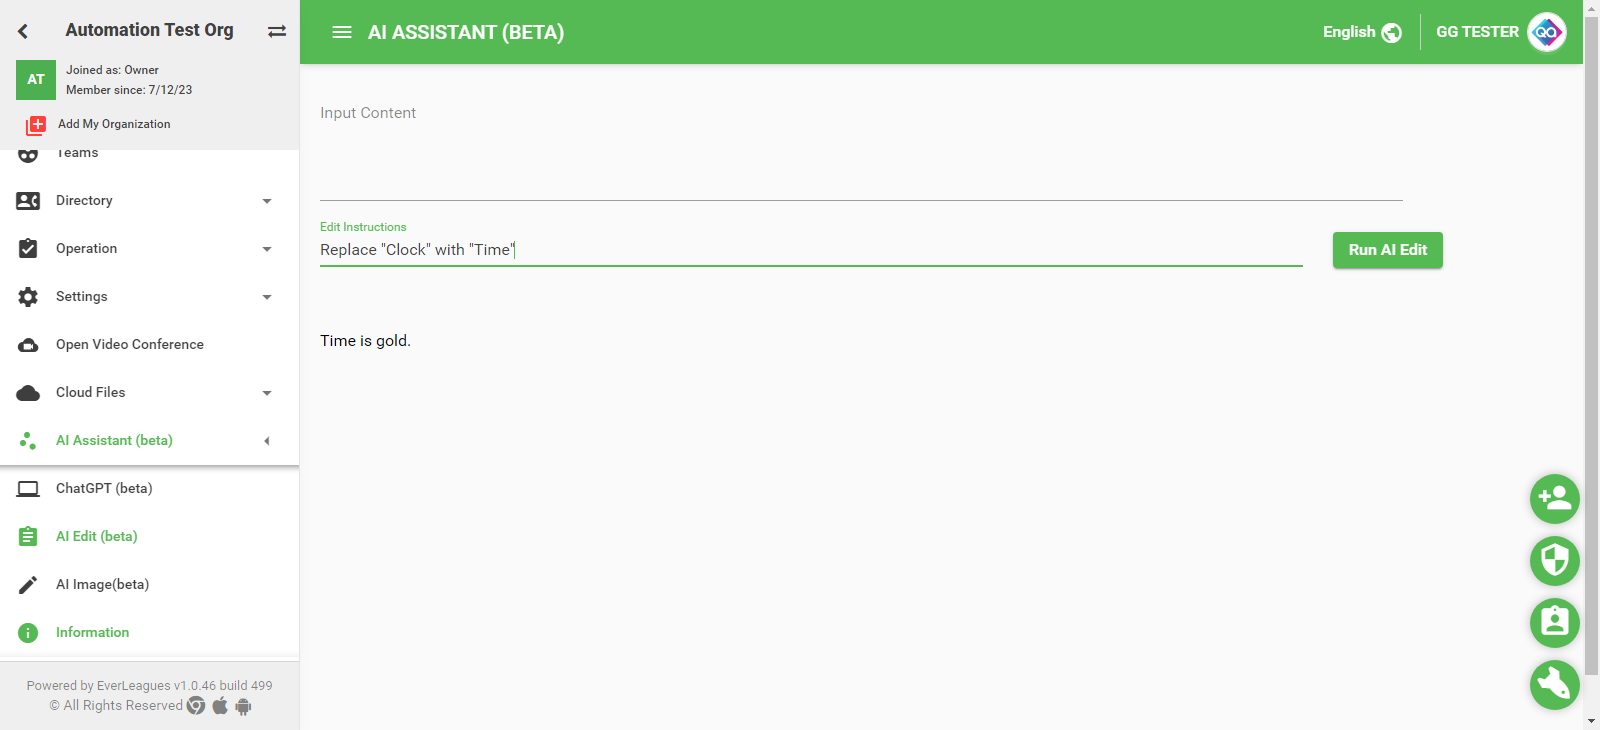 Automation Test Org
AT
Joined as: Owner
Member since: 7/12/23
Add My Organization
Teams
Directory
Operation
Settings
Open Video Conference
Cloud Files
AI Assistant (beta)
ChatGPT (beta)
AI Edit (beta)
AI Image(beta)
Information
Powered by EverLeagues v1.0.46 build 499
© All Rights Reserved
AI ASSISTANT (BETA)
English
GG TESTER
QA
Input Content
Edit Instructions
Replace "Clock" with "Time"
Run AI Edit
Time is gold.